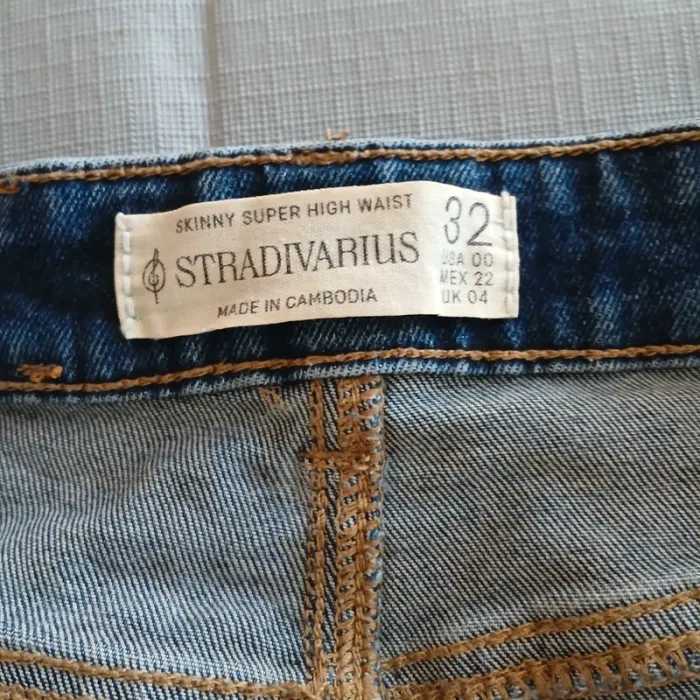 SKINNY SUPER HIGH WAIST
STRADIVARIUS
MADE IN CAMBODIA
32
USA 00
MEX 22
UK 04